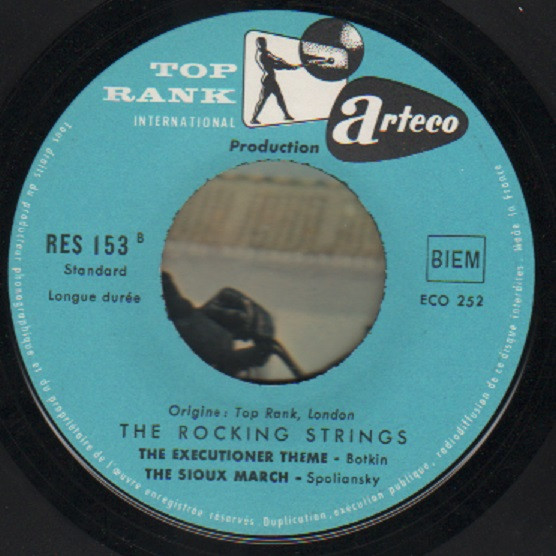 TOP
RANK
INTERNATIONAL
arteco
Production
RES 153 B
Standard
Longue durée
BIEM
ECO 252
Origine: Top Rank, London
THE ROCKING STRINGS
THE EXECUTIONER THEME - Botkin
THE SIOUX MARCH - Spoliansky
Tous droits du producteur phonographique et du propriétaire de l'œuvre enregistrée réservés. Duplication, exécution publique, radiodiffusion de ce disque interdites. Made in France